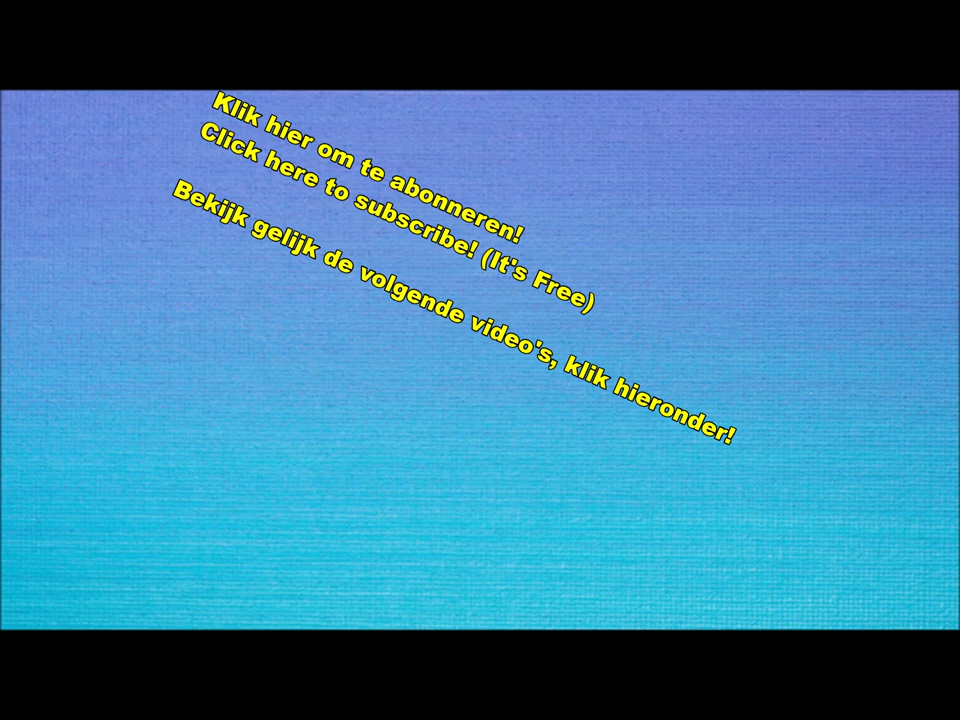 Klik hier om te abonneren!
Click here to subscribe! (It's Free)
Bekijk gelijk de volgende video's, klik hieronder!